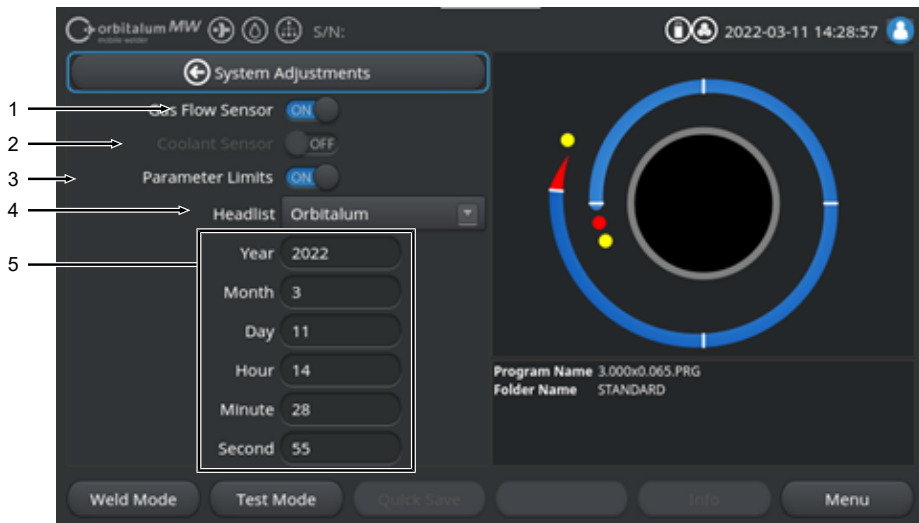 orbitalum MW S/N: 2022-03-11 14:28:57
mobile welder
System Adjustments
1 Gas Flow Sensor ON
2 Coolant Sensor OFF
3 Parameter Limits ON
4 Headlist Orbitalum
5
Year 2022
Month 3
Day 11
Hour 14
Minute 28
Second 55
Program Name 3.000x0.065.PRG
Folder Name STANDARD
Weld Mode Test Mode Quick Save Info Menu